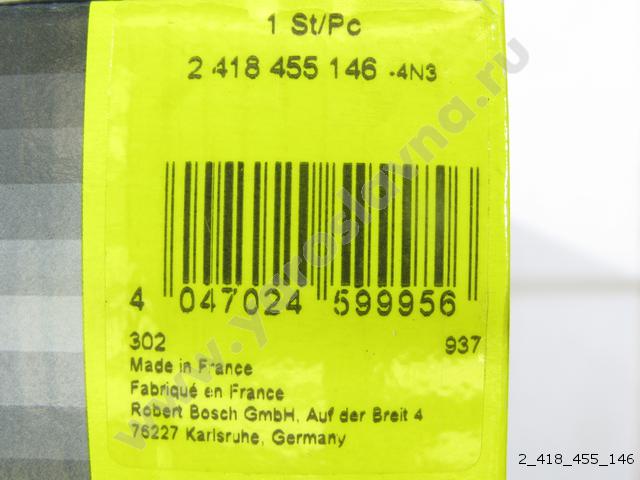 1 St/Pc
2 418 455 146 -4N3
4 047024 599956
302 937
Made in France
Fabriqué en France
Robert Bosch GmbH, Auf der Breit 4
76227 Karlsruhe, Germany
www.yaroslavna.ru
2_418_455_146